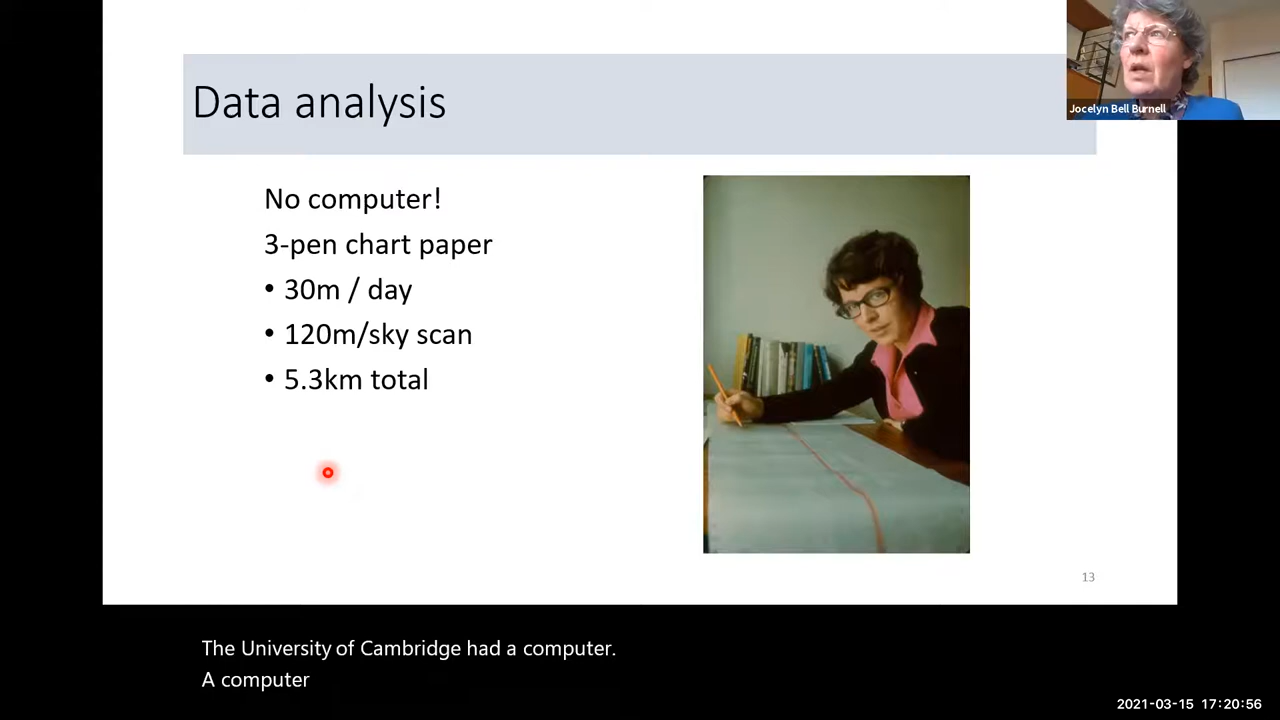 Data analysis
Jocelyn Bell Burnell
No computer!
3-pen chart paper
• 30m / day
• 120m/sky scan
• 5.3km total
13
The University of Cambridge had a computer.
A computer
2021-03-15 17:20:56